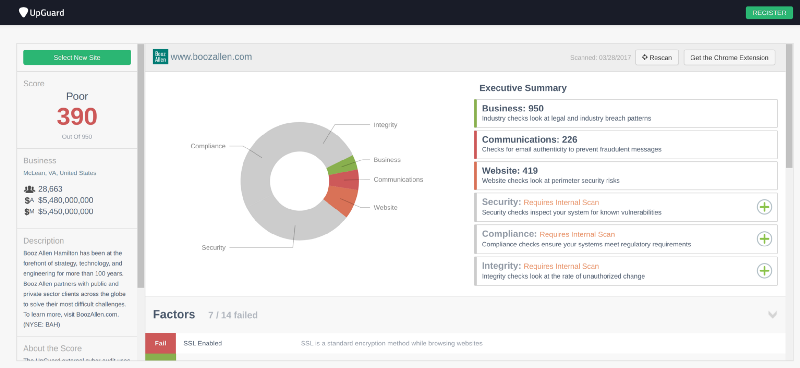 UpGuard
REGISTER
Select New Site
Score
Poor
390
Out Of 950
Business
McLean, VA, United States
28,663
$A $5,480,000,000
$M $5,450,000,000
Description
Booz Allen Hamilton has been at the
forefront of strategy, technology, and
engineering for more than 100 years.
Booz Allen partners with public and
private sector clients across the globe
to solve their most difficult challenges.
To learn more, visit BoozAllen.com.
(NYSE: BAH)
About the Score
The UpGuard external cyber audit uses
Booz
Allen
www.boozallen.com
Scanned: 03/28/2017
Rescan
Get the Chrome Extension
Integrity
Compliance
Business
Communications
Website
Security
Executive Summary
Business: 950
Industry checks look at legal and industry breach patterns
Communications: 226
Checks for email authenticity to prevent fraudulent messages
Website: 419
Website checks look at perimeter security risks
Security: Requires Internal Scan
Security checks inspect your system for known vulnerabilities
Compliance: Requires Internal Scan
Compliance checks ensure your systems meet regulatory requirements
Integrity: Requires Internal Scan
Integrity checks look at the rate of unauthorized change
Factors 7 / 14 failed
Fail SSL Enabled SSL is a standard encryption method while browsing websites